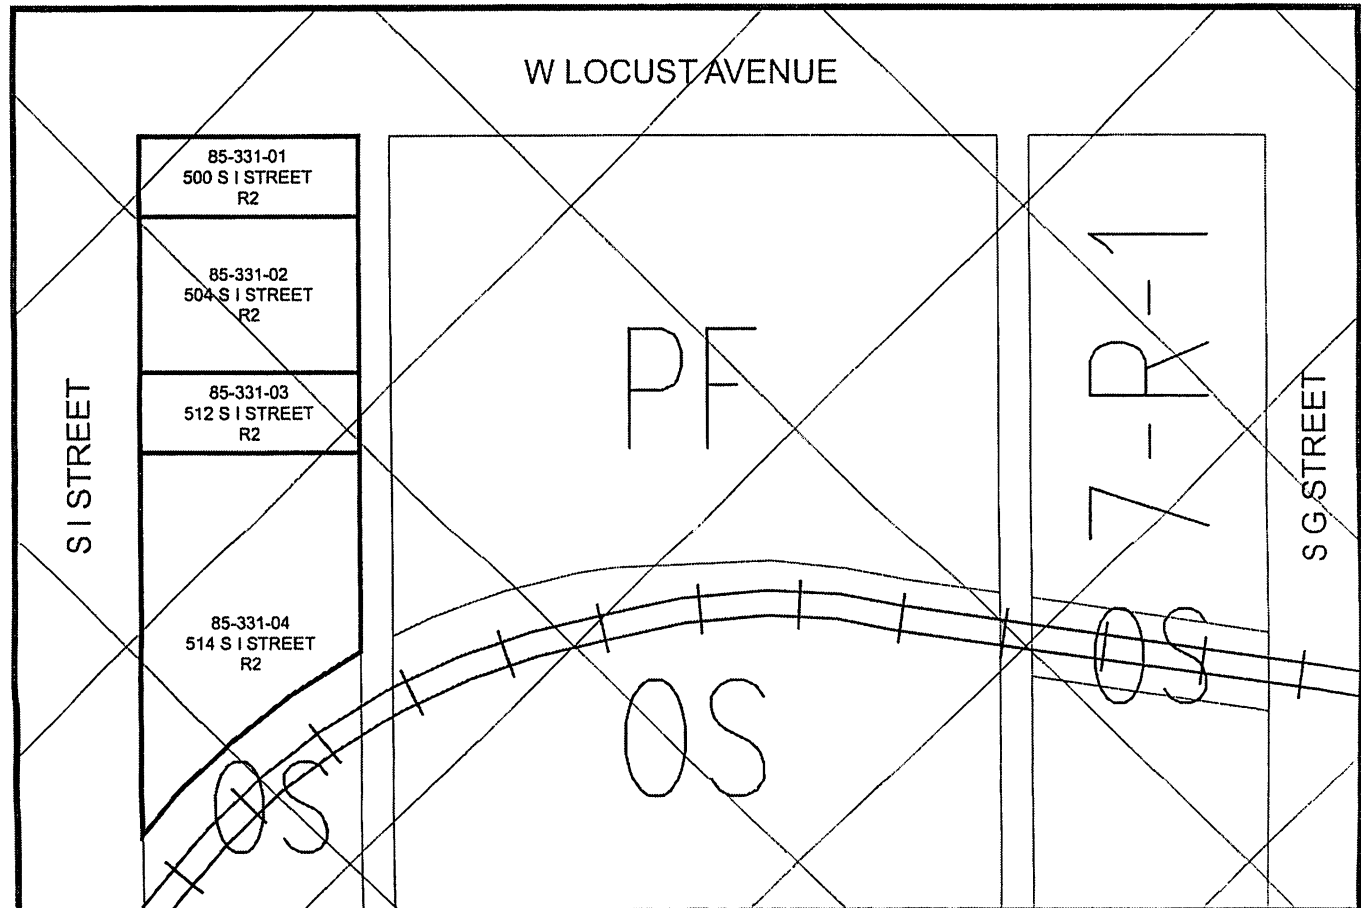 W LOCUST AVENUE
85-331-01
500 S I STREET
R2
85-331-02
504 S I STREET
R2
85-331-03
512 S I STREET
R2
85-331-04
514 S I STREET
R2
S I STREET
PF
7-R-1
S G STREET
OS
OS
OS